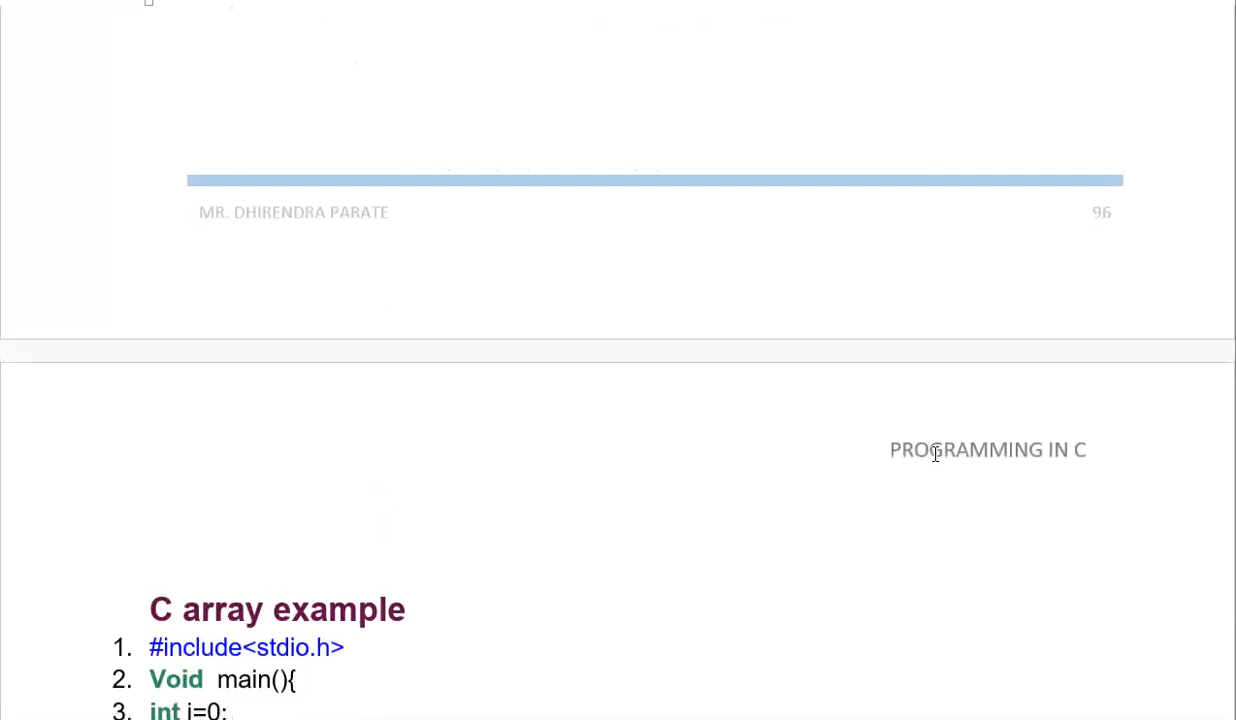 MR. DHIRENDRA PARATE 96
PROGRAMMING IN C
C array example
1. #include<stdio.h>
2. Void main(){
3. int i=0;